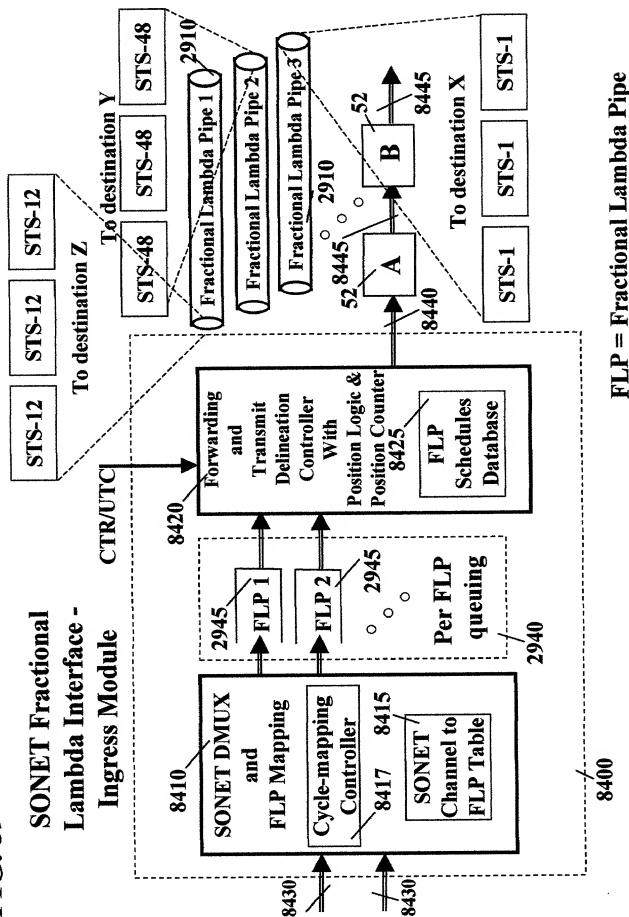 SONET Fractional
Lambda Interface -
Ingress Module
STS-12
STS-12
STS-12
To destination Z
STS-48
STS-48
STS-48
To destination Y
CTR/UTC
8410
SONET DMUX
and
FLP Mapping
Cycle-mapping
Controller
8417
8415
SONET
Channel to
FLP Table
8430
8430
2945
FLP 1
FLP 2
2945
Per FLP
queuing
2940
8420
Forwarding
and
Transmit
Delineation
Controller
With
Position Logic &
Position Counter
8425
FLP
Schedules
Database
8400
Fractional Lambda Pipe 1
2910
Fractional Lambda Pipe 2
Fractional Lambda Pipe 3
2910
8440
52
A
8445
52
B
8445
To destination X
STS-1
STS-1
STS-1
FLP = Fractional Lambda Pipe